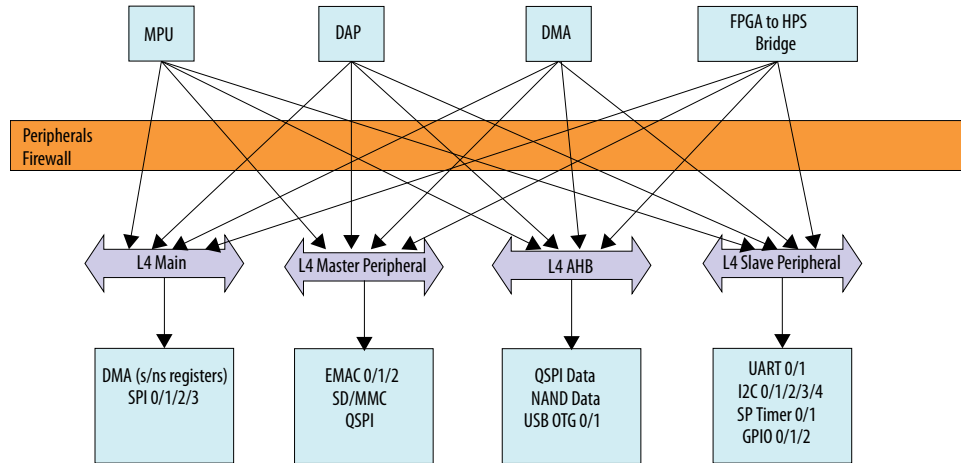 MPU
DAP
DMA
FPGA to HPS
Bridge
Peripherals
Firewall
L4 Main
L4 Master Peripheral
L4 AHB
L4 Slave Peripheral
DMA (s/ns registers)
SPI 0/1/2/3
EMAC 0/1/2
SD/MMC
QSPI
QSPI Data
NAND Data
USB OTG 0/1
UART 0/1
I2C 0/1/2/3/4
SP Timer 0/1
GPIO 0/1/2